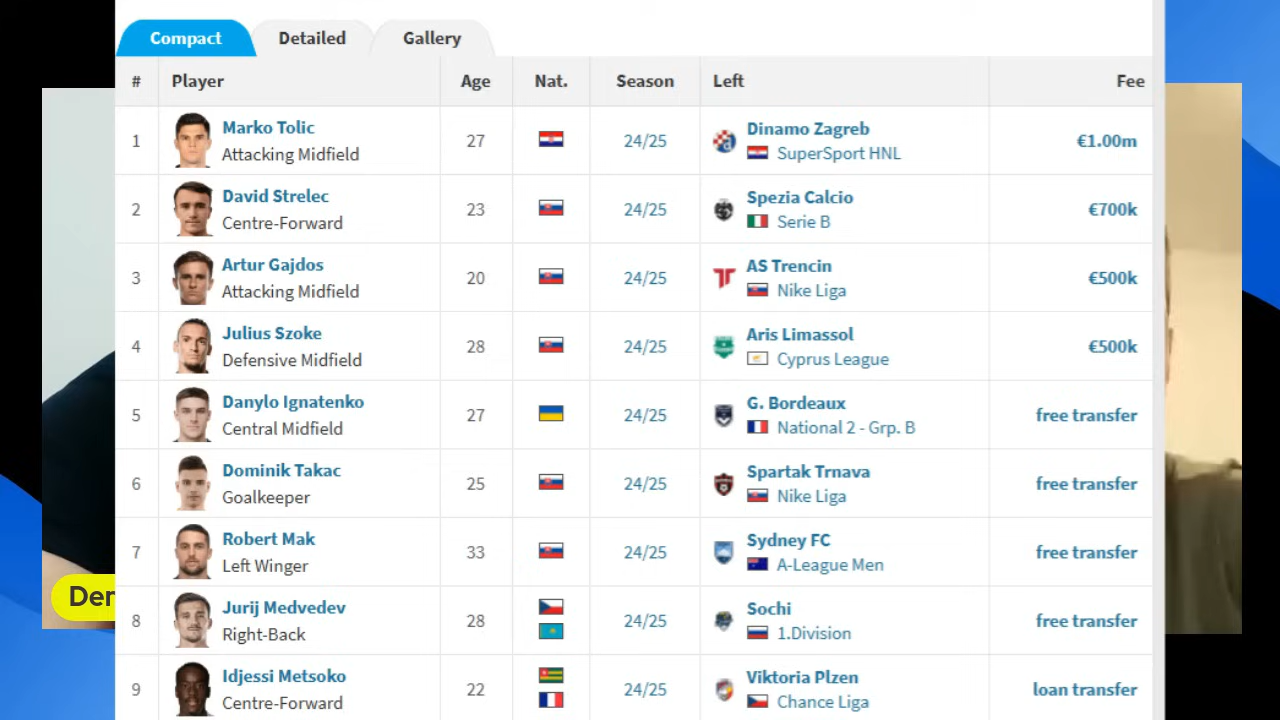 Compact Detailed Gallery
# Player Age Nat. Season Left Fee
1 Marko Tolic 27 24/25 Dinamo Zagreb €1.00m
Attacking Midfield SuperSport HNL
2 David Strelec 23 24/25 Spezia Calcio €700k
Centre-Forward Serie B
3 Artur Gajdos 20 24/25 AS Trencin €500k
Attacking Midfield Nike Liga
4 Julius Szoke 28 24/25 Aris Limassol €500k
Defensive Midfield Cyprus League
5 Danylo Ignatenko 27 24/25 G. Bordeaux free transfer
Central Midfield National 2 - Grp. B
6 Dominik Takac 25 24/25 Spartak Trnava free transfer
Goalkeeper Nike Liga
7 Robert Mak 33 24/25 Sydney FC free transfer
Left Winger A-League Men
8 Jurij Medvedev 28 24/25 Sochi free transfer
Right-Back 1.Division
Der
9 Idjessi Metsoko 22 24/25 Viktoria Plzen loan transfer
Centre-Forward Chance Liga